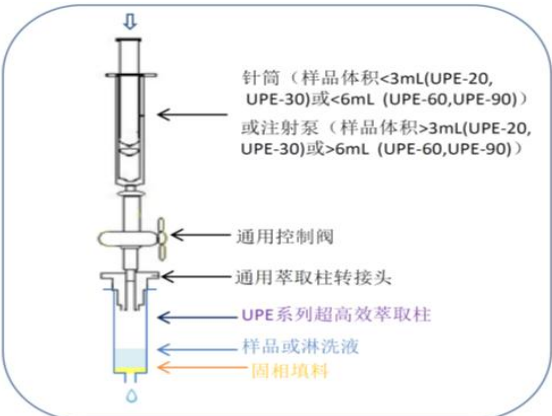 针筒（样品体积<3mL(UPE-20,
UPE-30)或<6mL (UPE-60,UPE-90)）
或注射泵（样品体积>3mL(UPE-20,
UPE-30)或>6mL (UPE-60,UPE-90)）
通用控制阀
通用萃取柱转接头
UPE系列超高效萃取柱
样品或淋洗液
固相填料